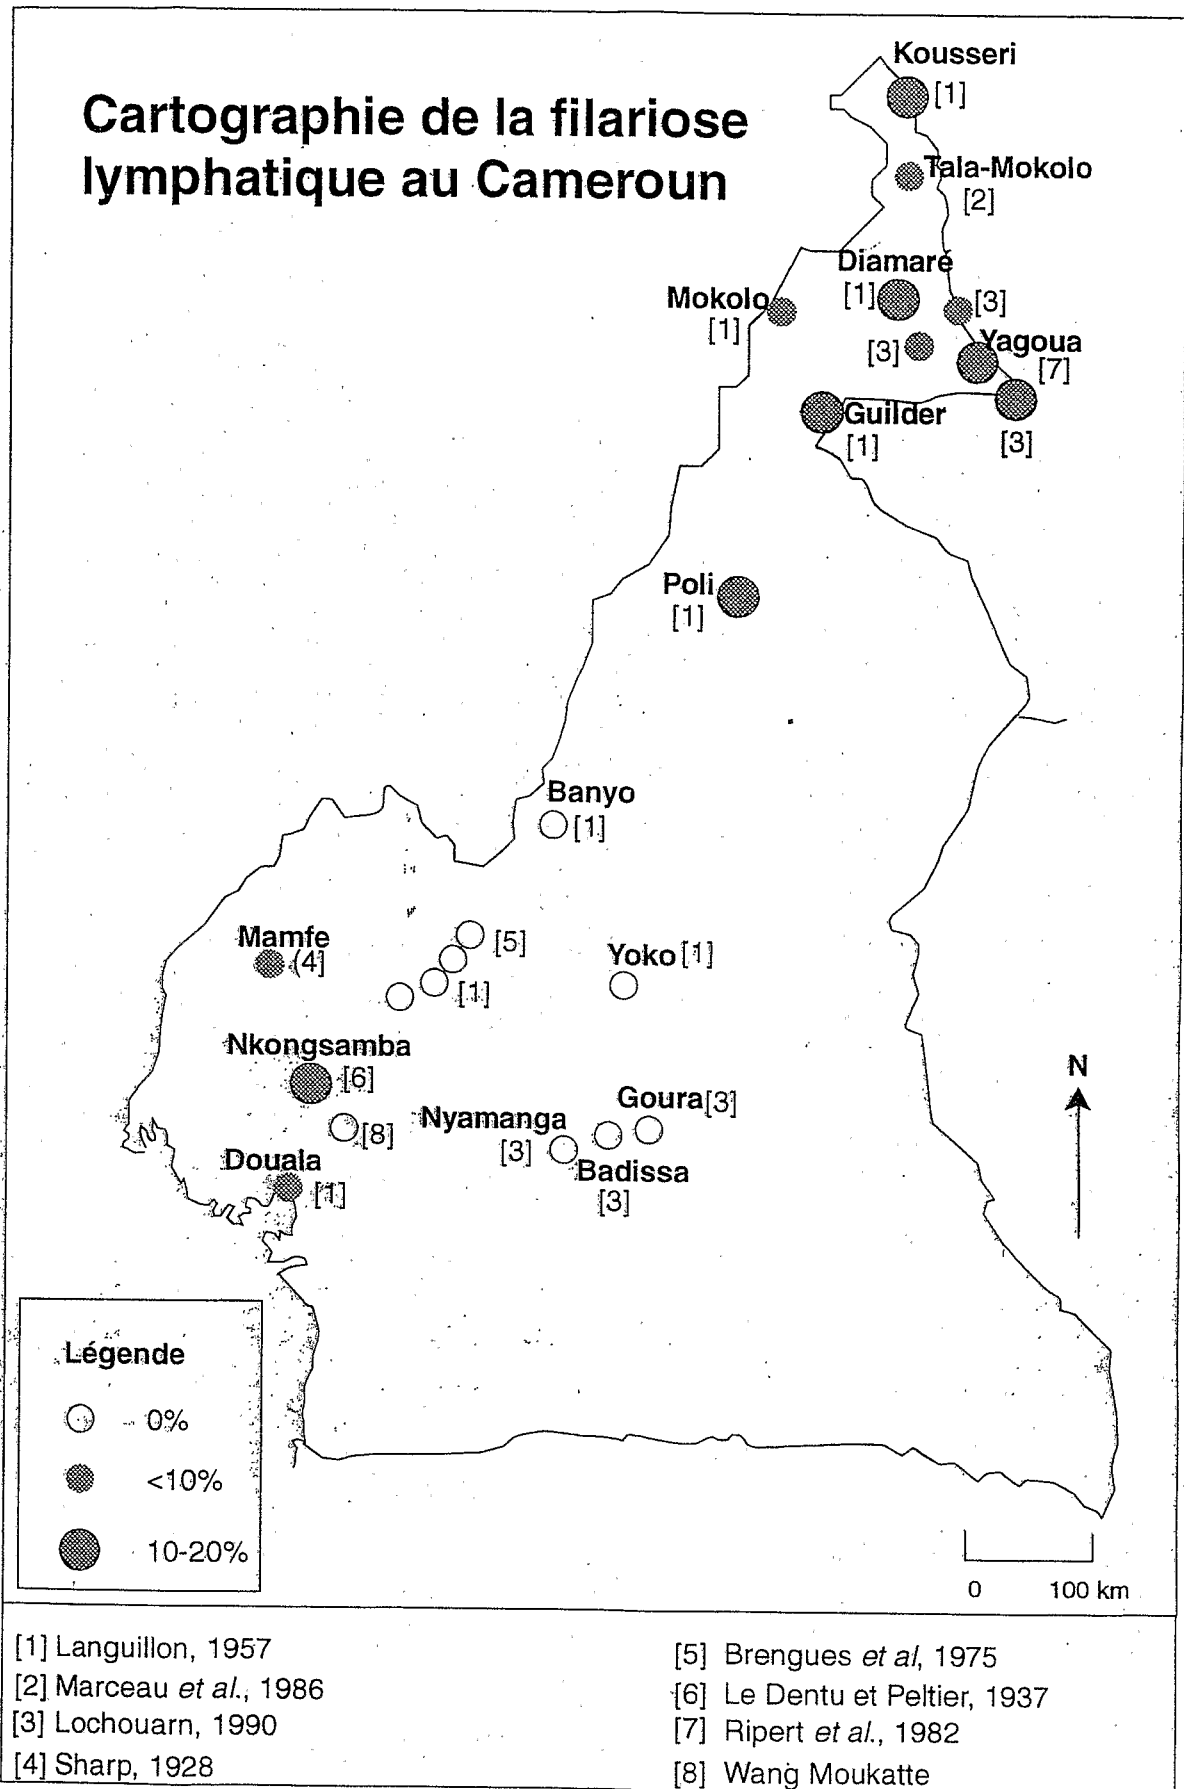 Cartographie de la filariose
lymphatique au Cameroun
Kousseri
[1]
Tala-Mokolo
[2]
Diamaré
[1]
Mokolo
[1]
[3]
[3]
Yagoua
[7]
Guilder
[1]
[3]
Poli
[1]
Banyo
[1]
Mamfe
(4]
[5]
[1]
Yoko [1]
Nkongsamba
[6]
[8]
Nyamanga
[3]
Goura [3]
Badissa
[3]
Douala
[1]
N
Légende
0%
<10%
10-20%
0 100 km
[1] Languillon, 1957
[2] Marceau et al., 1986
[3] Lochouarn, 1990
[4] Sharp, 1928
[5] Brengues et al, 1975
[6] Le Dentu et Peltier, 1937
[7] Ripert et al., 1982
[8] Wang Moukatte